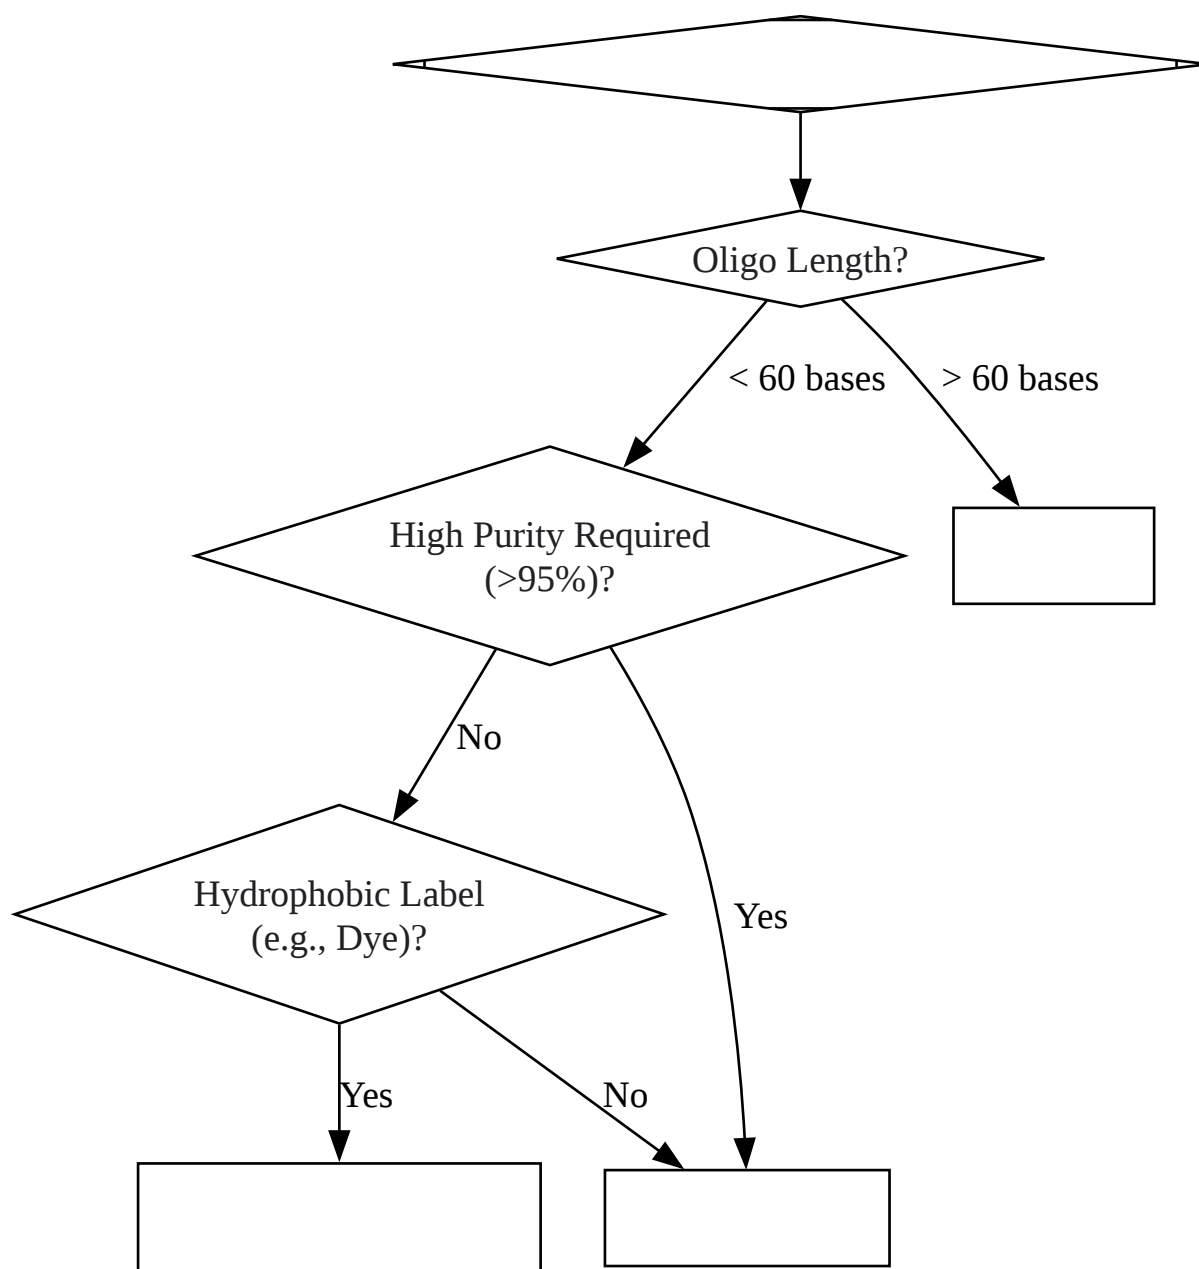 Oligo Length?
< 60 bases
> 60 bases
High Purity Required
(>95%)?
No
Hydrophobic Label
(e.g., Dye)?
Yes
Yes
No